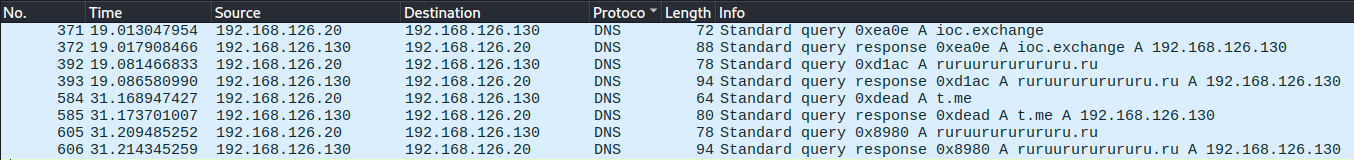 No. Time Source Destination Protoco Length Info
371 19.013047954 192.168.126.20 192.168.126.130 DNS 72 Standard query 0xea0e A ioc.exchange
372 19.017908466 192.168.126.130 192.168.126.20 DNS 88 Standard query response 0xea0e A ioc.exchange A 192.168.126.130
392 19.081466833 192.168.126.20 192.168.126.130 DNS 78 Standard query 0xd1ac A ruruururururururu.ru
393 19.086580990 192.168.126.130 192.168.126.20 DNS 94 Standard query response 0xd1ac A ruruururururururu.ru A 192.168.126.130
584 31.168947427 192.168.126.20 192.168.126.130 DNS 64 Standard query 0xdead A t.me
585 31.173701007 192.168.126.130 192.168.126.20 DNS 80 Standard query response 0xdead A t.me A 192.168.126.130
605 31.209485252 192.168.126.20 192.168.126.130 DNS 78 Standard query 0x8980 A ruruururururururu.ru
606 31.214345259 192.168.126.130 192.168.126.20 DNS 94 Standard query response 0x8980 A ruruururururururu.ru A 192.168.126.130